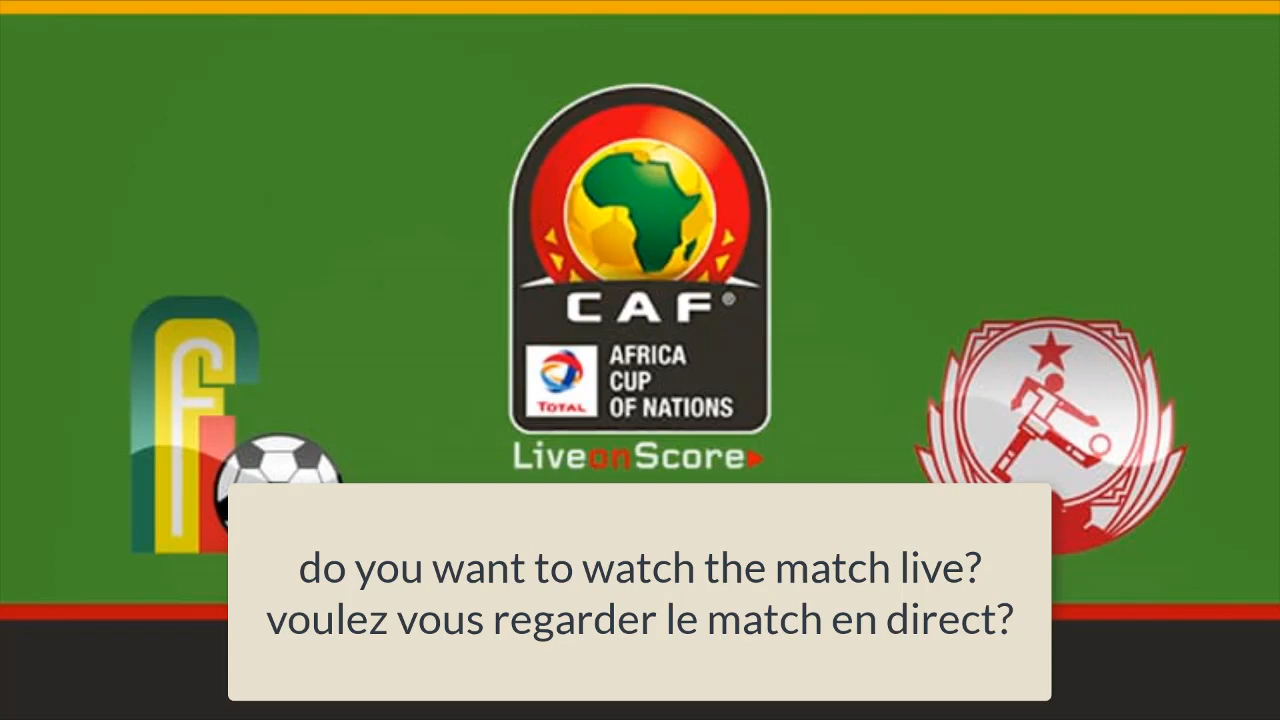 CAF®
TOTAL
AFRICA
CUP
OF NATIONS
LiveonScore
do you want to watch the match live?
voulez vous regarder le match en direct?